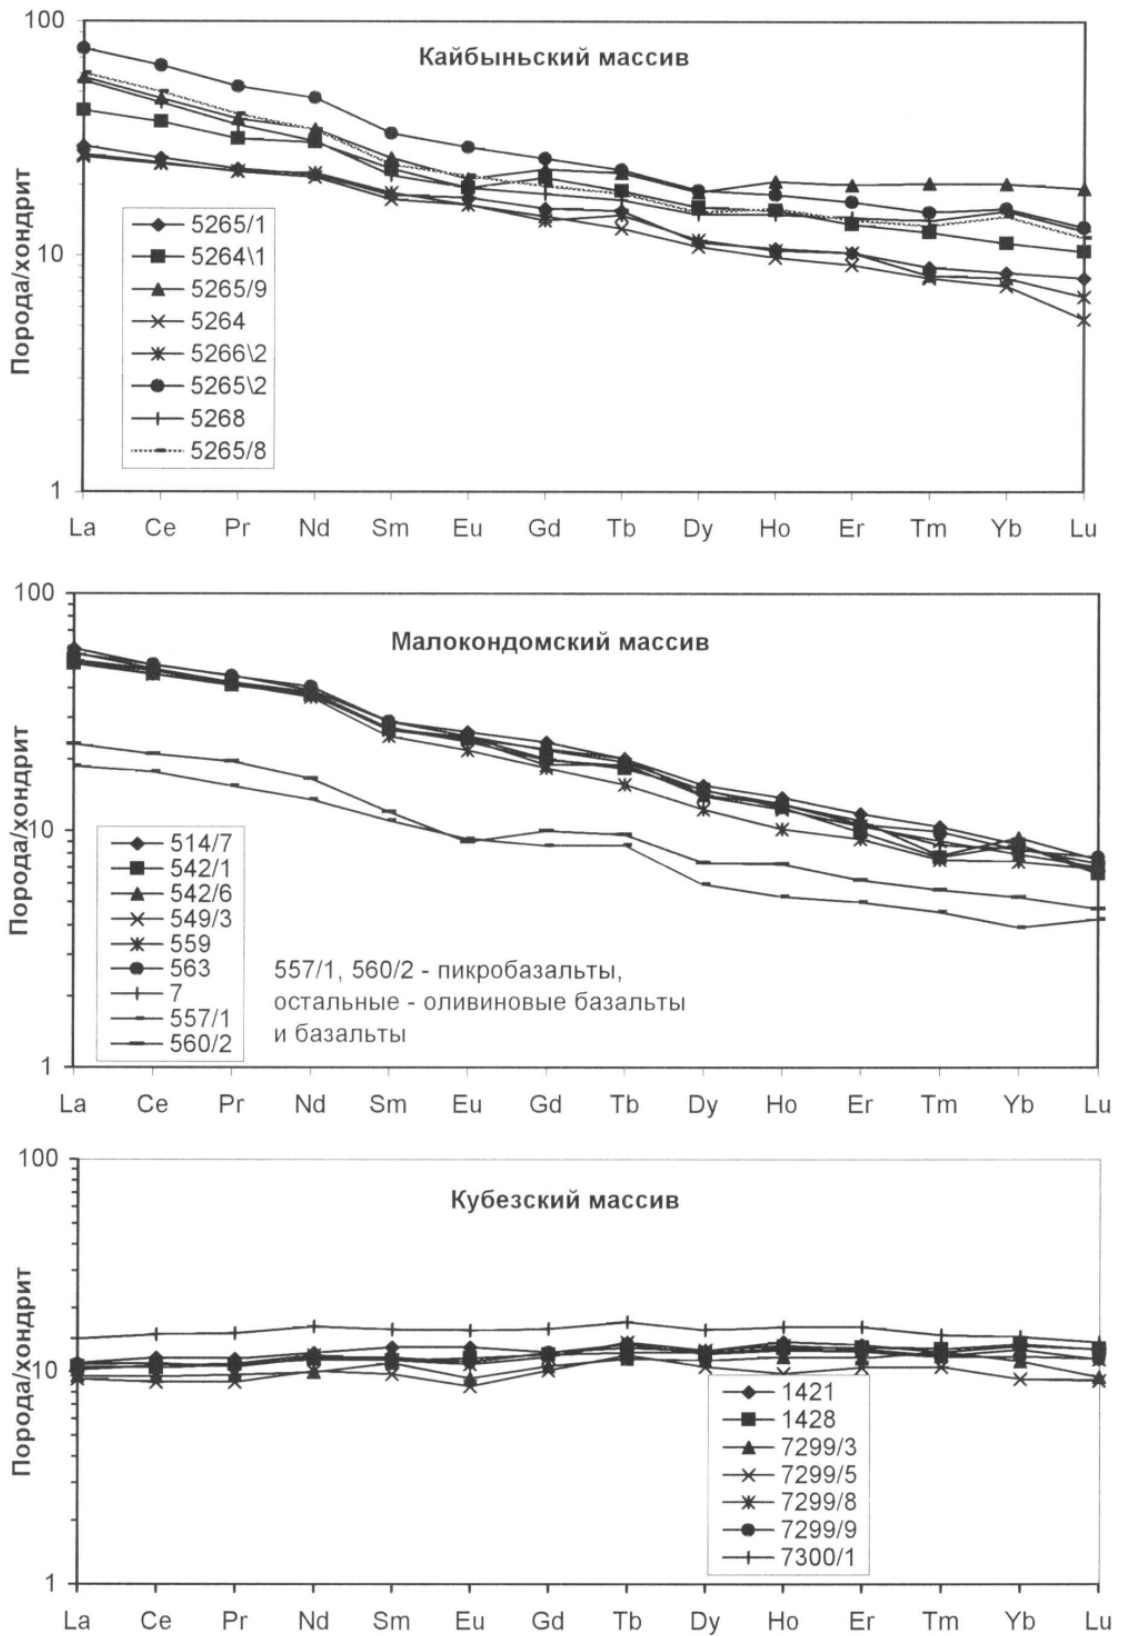 100
Кайбыньский массив
Порода/хондрит
5265/1
5264\1
10
5265/9
5264
5266\2
5265\2
5268
5265/8
1
La Ce Pr Nd Sm Eu Gd Tb Dy Ho Er Tm Yb Lu
100
Малокондомский массив
Порода/хондрит
10
514/7
542/1
542/6
549/3
559
563
7
557/1
560/2
557/1, 560/2 - пикробазальты,
остальные - оливиновые базальты
и базальты
1
La Ce Pr Nd Sm Eu Gd Tb Dy Ho Er Tm Yb Lu
100
Кубезский массив
Порода/хондрит
10
1421
1428
7299/3
7299/5
7299/8
7299/9
7300/1
1
La Ce Pr Nd Sm Eu Gd Tb Dy Ho Er Tm Yb Lu